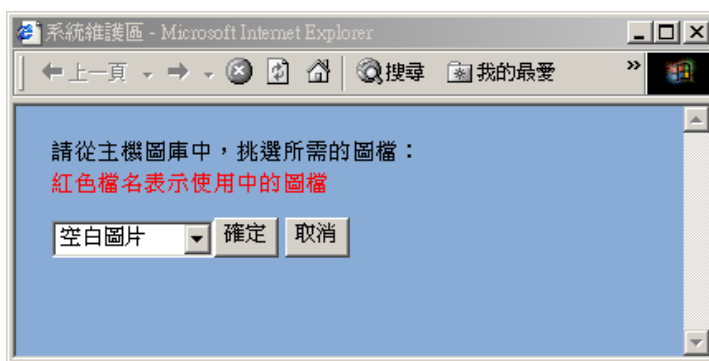 系統維護區 - Microsoft Internet Explorer
上一頁 搜尋 我的最愛 »
請從主機圖庫中，挑選所需的圖檔：
紅色檔名表示使用中的圖檔
空白圖片 確定 取消